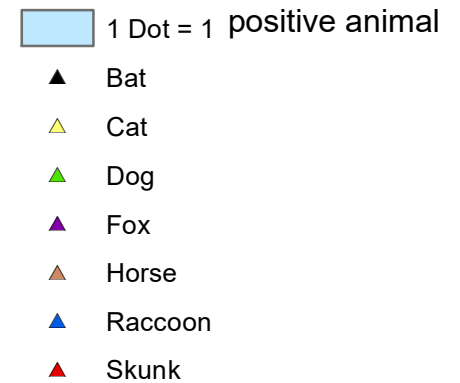 1 Dot = 1 positive animal
Bat
Cat
Dog
Fox
Horse
Raccoon
Skunk